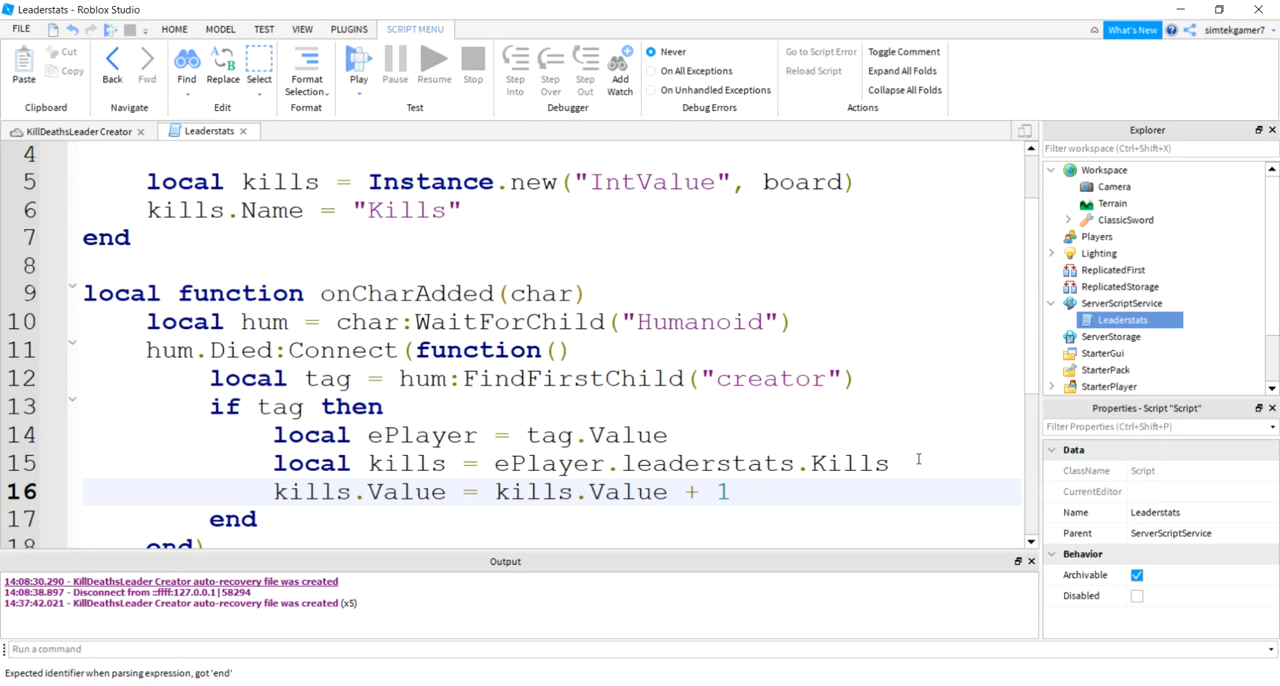 Leaderstats - Roblox Studio
FILE HOME MODEL TEST VIEW PLUGINS SCRIPT MENU What's New simtekgamer7
Paste Cut Copy Clipboard
Back Fwd Navigate
Find Replace Select Edit
Format Selection Format
Play Pause Resume Stop Test
Step Into Step Over Step Out Add Watch Debugger
Never
On All Exceptions
On Unhandled Exceptions
Debug Errors
Go to Script Error
Reload Script
Toggle Comment
Expand All Folds
Collapse All Folds
Actions
KillDeathsLeader Creator Leaderstats
4
5 local kills = Instance.new("IntValue", board)
6 kills.Name = "Kills"
7 end
8
9 local function onCharAdded(char)
10 local hum = char:WaitForChild("Humanoid")
11 hum.Died:Connect(function()
12 local tag = hum:FindFirstChild("creator")
13 if tag then
14 local ePlayer = tag.Value
15 local kills = ePlayer.leaderstats.Kills
16 kills.Value = kills.Value + 1
17 end
18 end)
Output
14:08:30.290 - KillDeathsLeader Creator auto-recovery file was created
14:08:38.897 - Disconnect from ::ffff:127.0.0.1|58294
14:37:42.021 - KillDeathsLeader Creator auto-recovery file was created (x5)
Run a command
Expected identifier when parsing expression, got 'end'
Explorer
Filter workspace (Ctrl+Shift+X)
Workspace
Camera
Terrain
ClassicSword
Players
Lighting
ReplicatedFirst
ReplicatedStorage
ServerScriptService
Leaderstats
ServerStorage
StarterGui
StarterPack
StarterPlayer
Properties - Script "Script"
Filter Properties (Ctrl+Shift+P)
Data
ClassName Script
CurrentEditor
Name Leaderstats
Parent ServerScriptService
Behavior
Archivable
Disabled